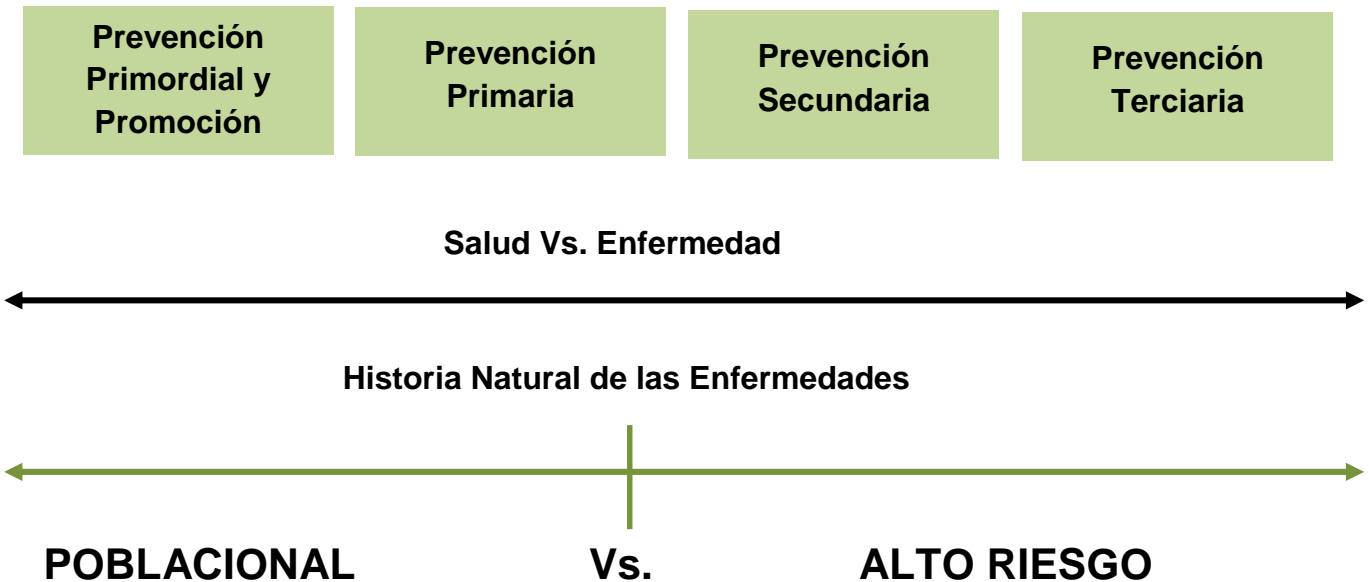 Prevención
Primordial y
Promoción
Prevención
Primaria
Prevención
Secundaria
Prevención
Terciaria
Salud Vs. Enfermedad
Historia Natural de las Enfermedades
POBLACIONAL Vs. ALTO RIESGO